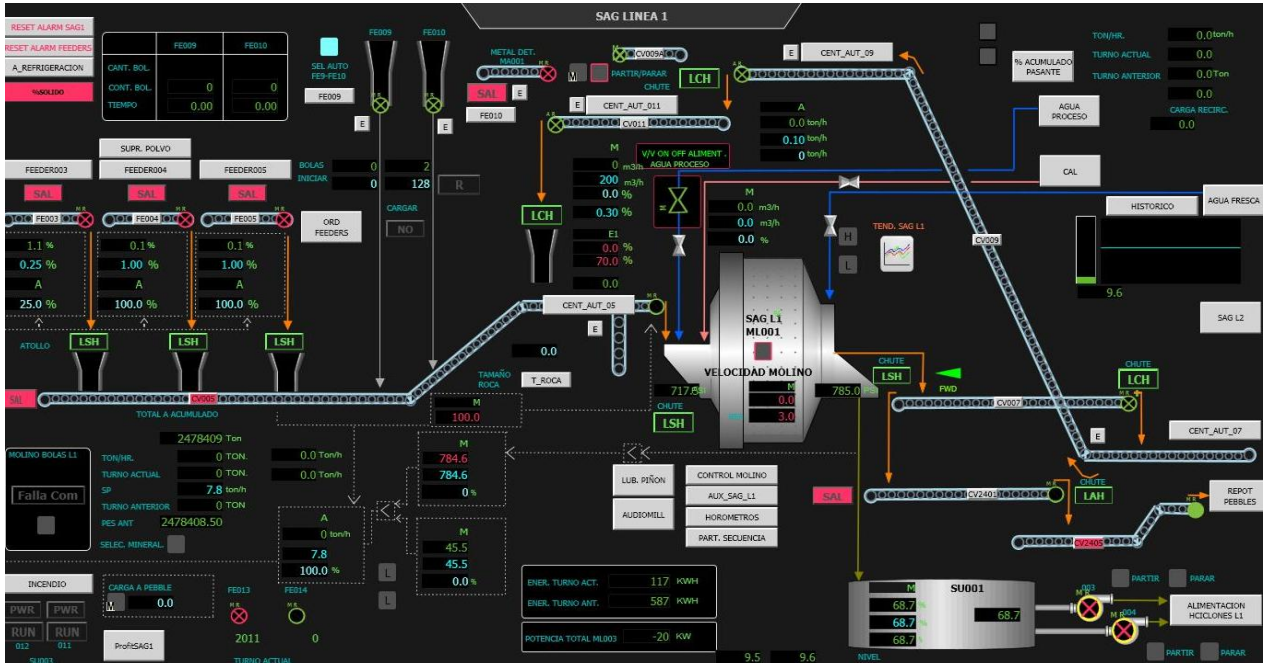 SAG LINEA 1
RESET ALARM SAG1
RESET ALARM FEEDERS
A_REFRIGERACION
%SOLIDO
FE009 FE010
CANT. BOL.
CONT. BOL. 0 0
TIEMPO 0.00 0.00
SEL AUTO
FE9-FE10
FE009
FE009 FE010
E E
METAL DET.
MA001
M R
SAL E
FE010
CV009A
M PARTIR/PARAR
CHUTE
LCH
E CENT_AUT_011
CV011
E CENT_AUT_09
A
0.0 ton/h
0.10 ton/h
0 ton/h
TON/HR. 0.0 ton/h
TURNO ACTUAL 0.0
TURNO ANTERIOR 0.0 Ton
0.0
% ACUMULADO
PASANTE
CARGA RECIRC.
0.0
AGUA
PROCESO
CAL
AGUA FRESCA
HISTORICO
9.6
SAG L2
SUPR. POLVO
FEEDER003 FEEDER004 FEEDER005
SAL SAL SAL
FE003 FE004 FE005
ORD
FEEDERS
1.1 % 0.1 % 0.1 %
0.25 % 1.00 % 1.00 %
A A A
25.0 % 100.0 % 100.0 %
ATOLLO
LSH LSH LSH
BOLAS 0 2
INICIAR 0 128 R
CARGAR
NO
M
0 m3/h
200 m3/h
0.0 %
0.30 %
E1
0.0 %
70.0 %
0.0
LCH
V/V ON OFF ALIMENT .
AGUA PROCESO
M
0.0 m3/h
0.0 m3/h
0.0 %
H
L
TEND. SAG L1
CV009
CENT_AUT_05
E
0.0
TAMAÑO
ROCA
T_ROCA
M
100.0
SAG L1
ML001
VELOCIDAD MOLINO
M
0.0
3.0
785.0
CHUTE
LSH
CHUTE
LSH
FWD
CHUTE
LCH
CV007
E
CENT_AUT_07
SAL CV005
TOTAL A ACUMULADO
2478409 Ton
TON/HR. 0 TON. 0.0 Ton/h
TURNO ACTUAL 0 TON. 0.0 Ton/h
SP 7.8 ton/h
TURNO ANTERIOR 0 TON
PES ANT 2478408.50
SELEC. MINERAL.
MOLINO BOLAS L1
Falla Com
M
784.6
784.6
0 %
A
0 ton/h
7.8
100.0 %
M
45.5
45.5
0.0 %
L
L
LUB. PIÑON
AUDIOMILL
CONTROL MOLINO
AUX_SAG_L1
HOROMETROS
PART. SECUENCIA
SAL CV2401
CHUTE
LAH
CV2405
REPOT
PEBBLES
INCENDIO
PWR PWR
RUN RUN
012 011
SU003
CARGA A PEBBLE
M 0.0
ProfitSAG1
FE013 FE014
M R M R
2011 0
TURNO ACTUAL
ENER. TURNO ACT. 117 KWH
ENER. TURNO ANT. 587 KWH
POTENCIA TOTAL ML003 -20 KW
9.5 9.6
SU001
M
68.7
68.7
68.7
68.7
NIVEL
003
004
PARTIR PARAR
ALIMENTACION
HCICLONES L1
PARTIR PARAR